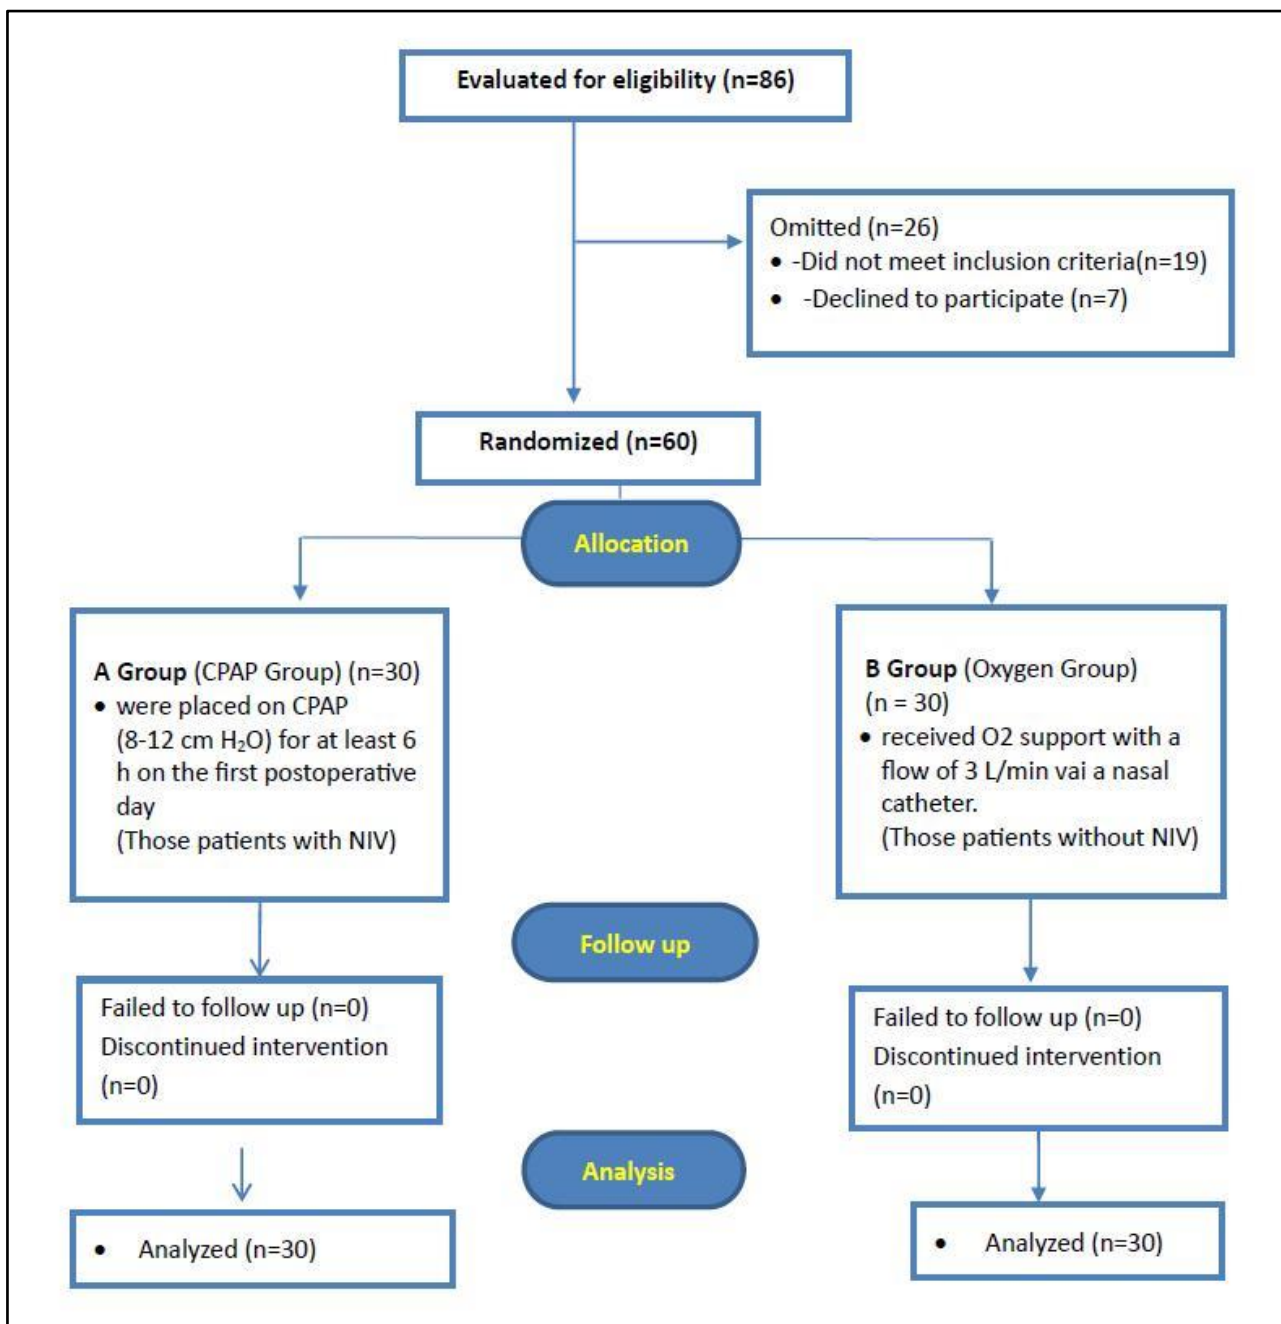 Evaluated for eligibility (n=86)
Omitted (n=26)
• -Did not meet inclusion criteria(n=19)
• -Declined to participate (n=7)
Randomized (n=60)
Allocation
A Group (CPAP Group) (n=30)
• were placed on CPAP
(8-12 cm H₂O) for at least 6
h on the first postoperative
day
(Those patients with NIV)
B Group (Oxygen Group)
(n = 30)
• received O2 support with a
flow of 3 L/min vai a nasal
catheter.
(Those patients without NIV)
Follow up
Failed to follow up (n=0)
Discontinued intervention
(n=0)
Failed to follow up (n=0)
Discontinued intervention
(n=0)
Analysis
• Analyzed (n=30)
• Analyzed (n=30)